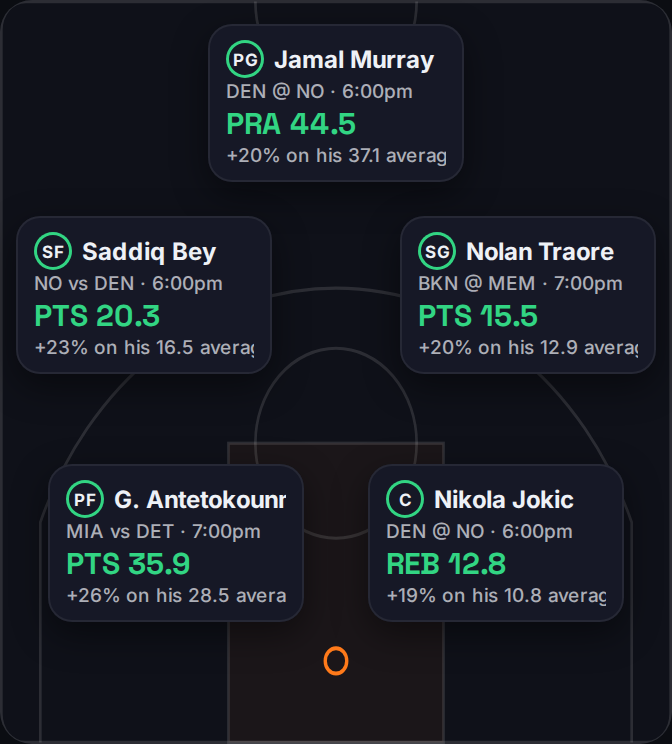 PG Jamal Murray
DEN @ NO · 6:00pm
PRA 44.5
+20% on his 37.1 averag
SF Saddiq Bey
NO vs DEN · 6:00pm
PTS 20.3
+23% on his 16.5 averag
SG Nolan Traore
BKN @ MEM · 7:00pm
PTS 15.5
+20% on his 12.9 averag
PF G. Antetokounm
MIA vs DET · 7:00pm
PTS 35.9
+26% on his 28.5 avera
C Nikola Jokic
DEN @ NO · 6:00pm
REB 12.8
+19% on his 10.8 averag